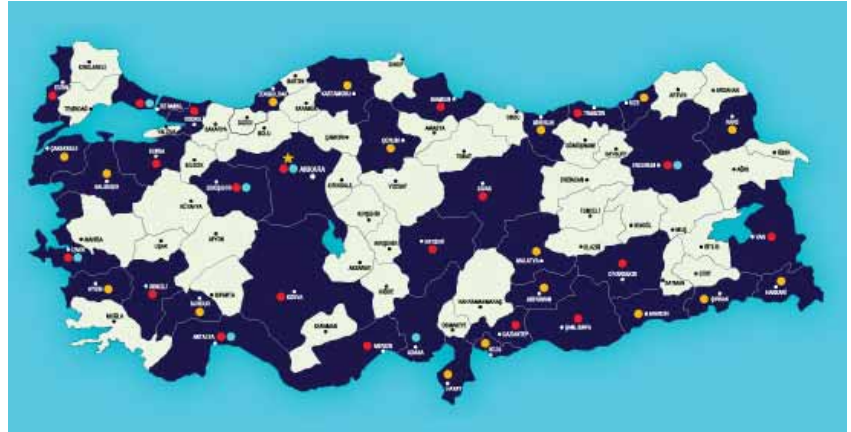 KIRKLARELİ
EDİRNE
TEKİRDAĞ
İSTANBUL
KOCAELİ
YALOVA
SAKARYA
DÜZCE
BOLU
ZONGULDAK
BARTIN
KARABÜK
KASTAMONU
SİNOP
SAMSUN
ÇANKIRI
ÇORUM
AMASYA
TOKAT
ORDU
GİRESUN
TRABZON
RİZE
ARTVİN
ARDAHAN
KARS
IĞDIR
AĞRI
ERZURUM
GÜMÜŞHANE
BAYBURT
ERZİNCAN
TUNCELİ
BİNGÖL
MUŞ
BİTLİS
VAN
ÇANAKKALE
BALIKESİR
BURSA
BİLECİK
ESKİŞEHİR
ANKARA
KIRIKKALE
YOZGAT
SİVAS
KÜTAHYA
KIRŞEHİR
NEVŞEHİR
KAYSERİ
MALATYA
ELAZIĞ
DİYARBAKIR
BATMAN
SİİRT
ŞIRNAK
HAKKARİ
MANİSA
İZMİR
UŞAK
AFYON
AKSARAY
NİĞDE
KONYA
AYDIN
DENİZLİ
BURDUR
ISPARTA
MUĞLA
ANTALYA
KARAMAN
MERSİN
ADANA
OSMANİYE
KAHRAMANMARAŞ
ADIYAMAN
GAZİANTEP
KİLİS
HATAY
ŞANLIURFA
MARDİN